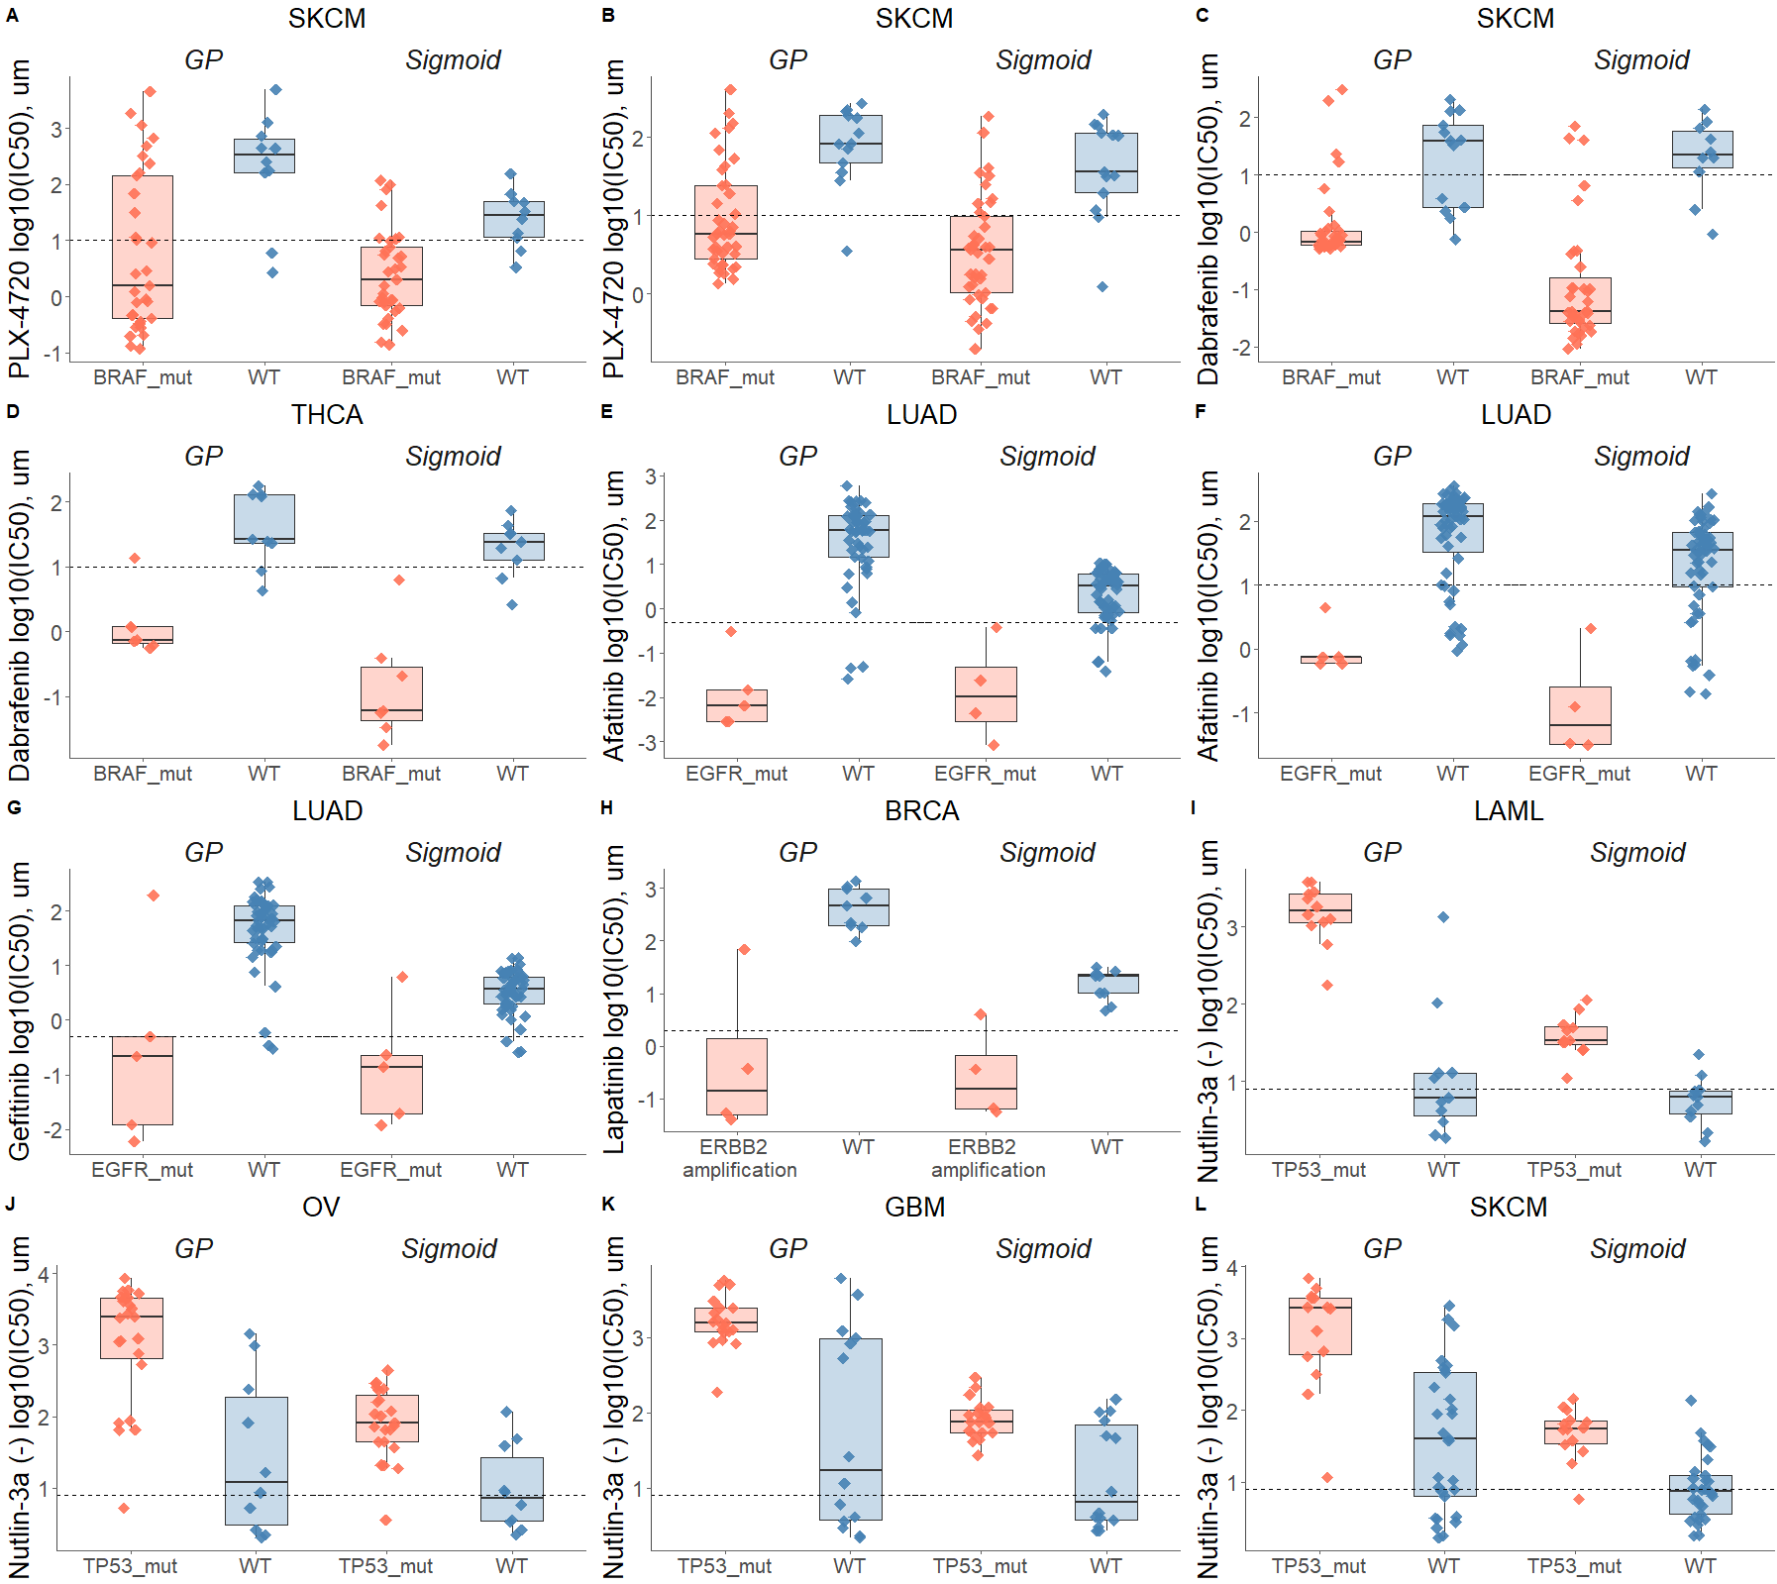 A
SKCM
GP
Sigmoid
PLX-4720 log10(IC50), um
3
2
1
0
-1
BRAF_mut
WT
BRAF_mut
WT
B
SKCM
GP
Sigmoid
PLX-4720 log10(IC50), um
2
1
0
BRAF_mut
WT
BRAF_mut
WT
C
SKCM
GP
Sigmoid
Dabrafenib log10(IC50), um
2
1
0
-1
-2
BRAF_mut
WT
BRAF_mut
WT
D
THCA
GP
Sigmoid
Dabrafenib log10(IC50), um
2
1
0
-1
BRAF_mut
WT
BRAF_mut
WT
E
LUAD
GP
Sigmoid
Afatinib log10(IC50), um
3
2
1
0
-1
-2
-3
EGFR_mut
WT
EGFR_mut
WT
F
LUAD
GP
Sigmoid
Afatinib log10(IC50), um
2
1
0
-1
EGFR_mut
WT
EGFR_mut
WT
G
LUAD
GP
Sigmoid
Gefitinib log10(IC50), um
2
1
0
-1
-2
EGFR_mut
WT
EGFR_mut
WT
H
BRCA
GP
Sigmoid
Lapatinib log10(IC50), um
3
2
1
0
-1
ERBB2
amplification
WT
ERBB2
amplification
WT
I
LAML
GP
Sigmoid
Nutlin-3a (-) log10(IC50), um
3
2
1
TP53_mut
WT
TP53_mut
WT
J
OV
GP
Sigmoid
Nutlin-3a (-) log10(IC50), um
4
3
2
1
TP53_mut
WT
TP53_mut
WT
K
GBM
GP
Sigmoid
Nutlin-3a (-) log10(IC50), um
3
2
1
TP53_mut
WT
TP53_mut
WT
L
SKCM
GP
Sigmoid
Nutlin-3a (-) log10(IC50), um
4
3
2
1
TP53_mut
WT
TP53_mut
WT